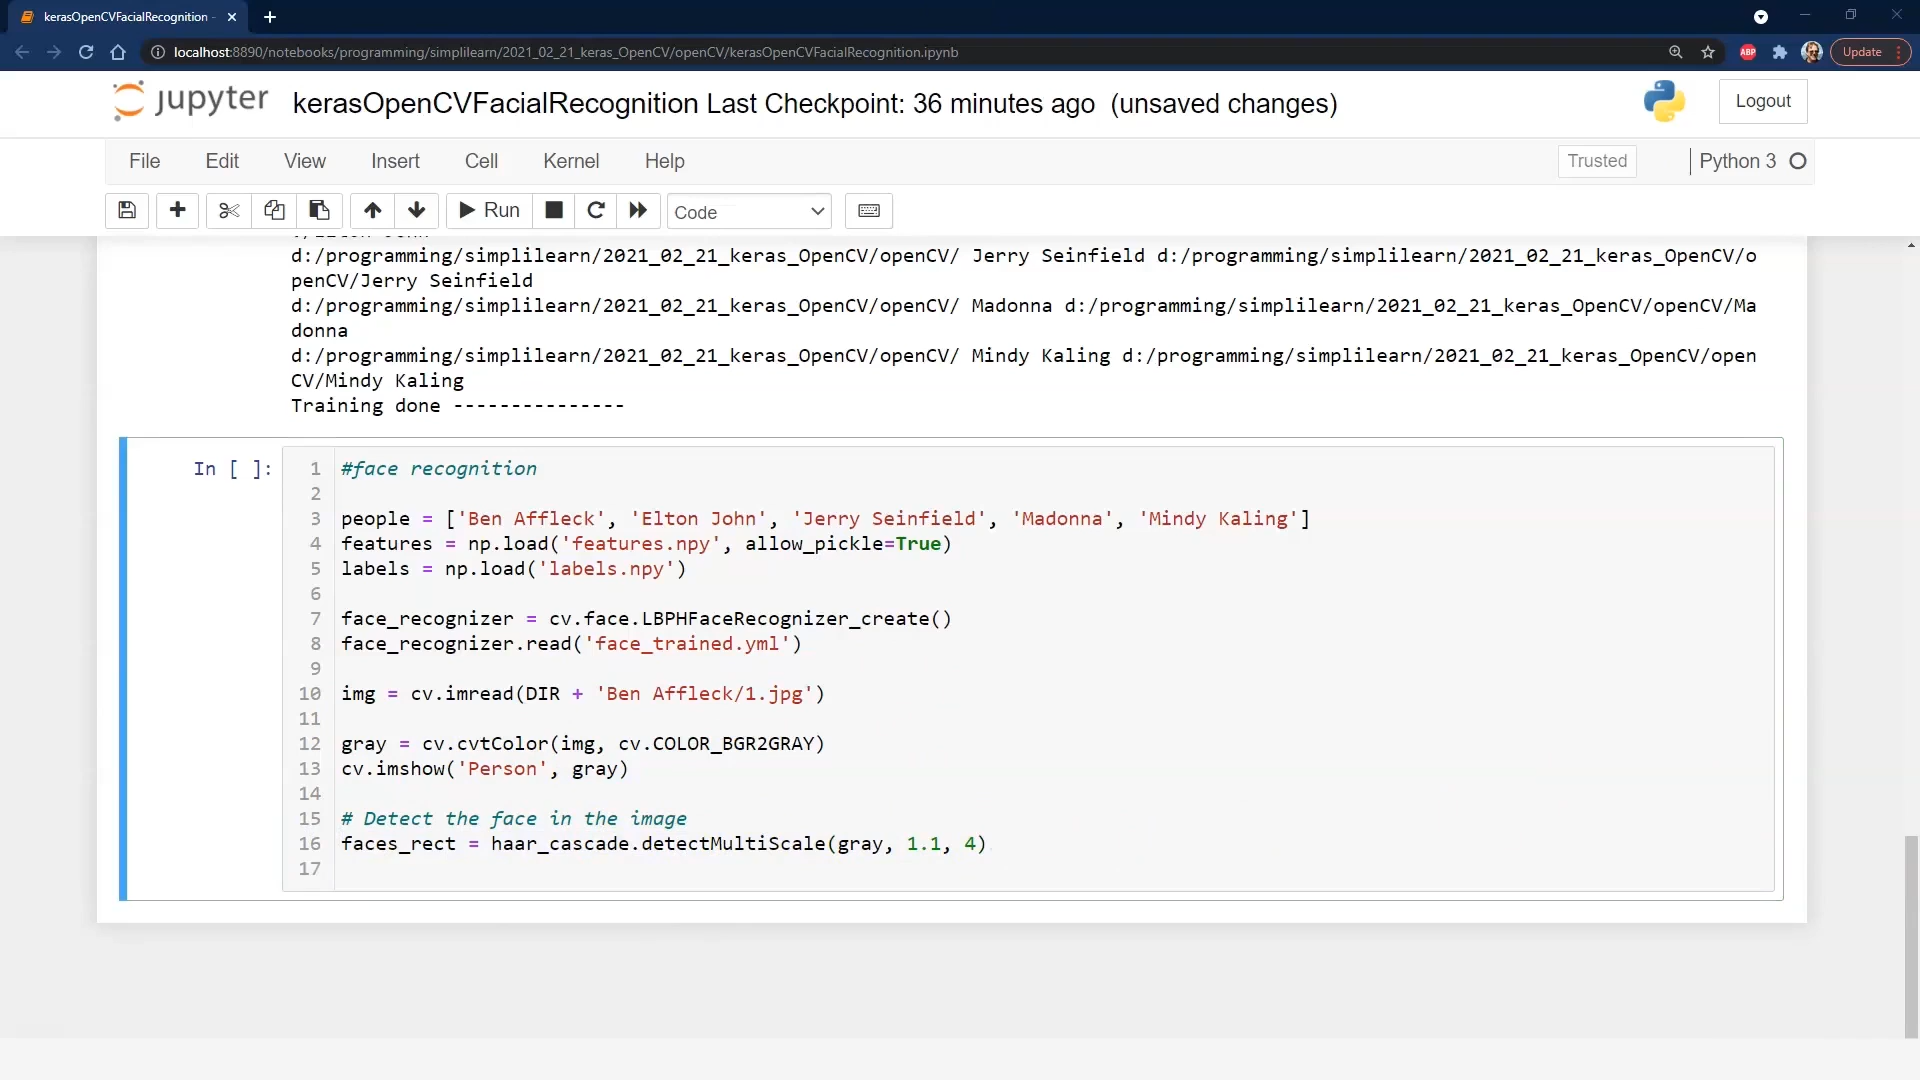 kerasOpenCVFacialRecognition -
localhost:8890/notebooks/programming/simplilearn/2021_02_21_keras_OpenCV/openCV/kerasOpenCVFacialRecognition.ipynb
ABP
Update
jupyter kerasOpenCVFacialRecognition Last Checkpoint: 36 minutes ago (unsaved changes)
Logout
File Edit View Insert Cell Kernel Help
Trusted
Python 3
Run
Code
d:/programming/simplilearn/2021_02_21_keras_OpenCV/openCV/ Jerry Seinfield d:/programming/simplilearn/2021_02_21_keras_OpenCV/o
penCV/Jerry Seinfield
d:/programming/simplilearn/2021_02_21_keras_OpenCV/openCV/ Madonna d:/programming/simplilearn/2021_02_21_keras_OpenCV/openCV/Ma
donna
d:/programming/simplilearn/2021_02_21_keras_OpenCV/openCV/ Mindy Kaling d:/programming/simplilearn/2021_02_21_keras_OpenCV/open
CV/Mindy Kaling
Training done ---------------
In [ ]:
1 #face recognition
2
3 people = ['Ben Affleck', 'Elton John', 'Jerry Seinfield', 'Madonna', 'Mindy Kaling']
4 features = np.load('features.npy', allow_pickle=True)
5 labels = np.load('labels.npy')
6
7 face_recognizer = cv.face.LBPHFaceRecognizer_create()
8 face_recognizer.read('face_trained.yml')
9
10 img = cv.imread(DIR + 'Ben Affleck/1.jpg')
11
12 gray = cv.cvtColor(img, cv.COLOR_BGR2GRAY)
13 cv.imshow('Person', gray)
14
15 # Detect the face in the image
16 faces_rect = haar_cascade.detectMultiScale(gray, 1.1, 4)
17